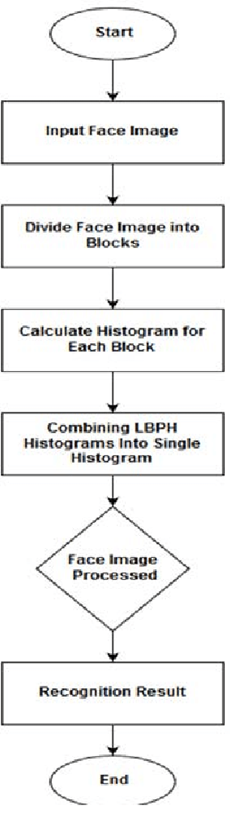 Start
Input Face Image
Divide Face Image into
Blocks
Calculate Histogram for
Each Block
Combining LBPH
Histograms Into Single
Histogram
Face Image
Processed
Recognition Result
End